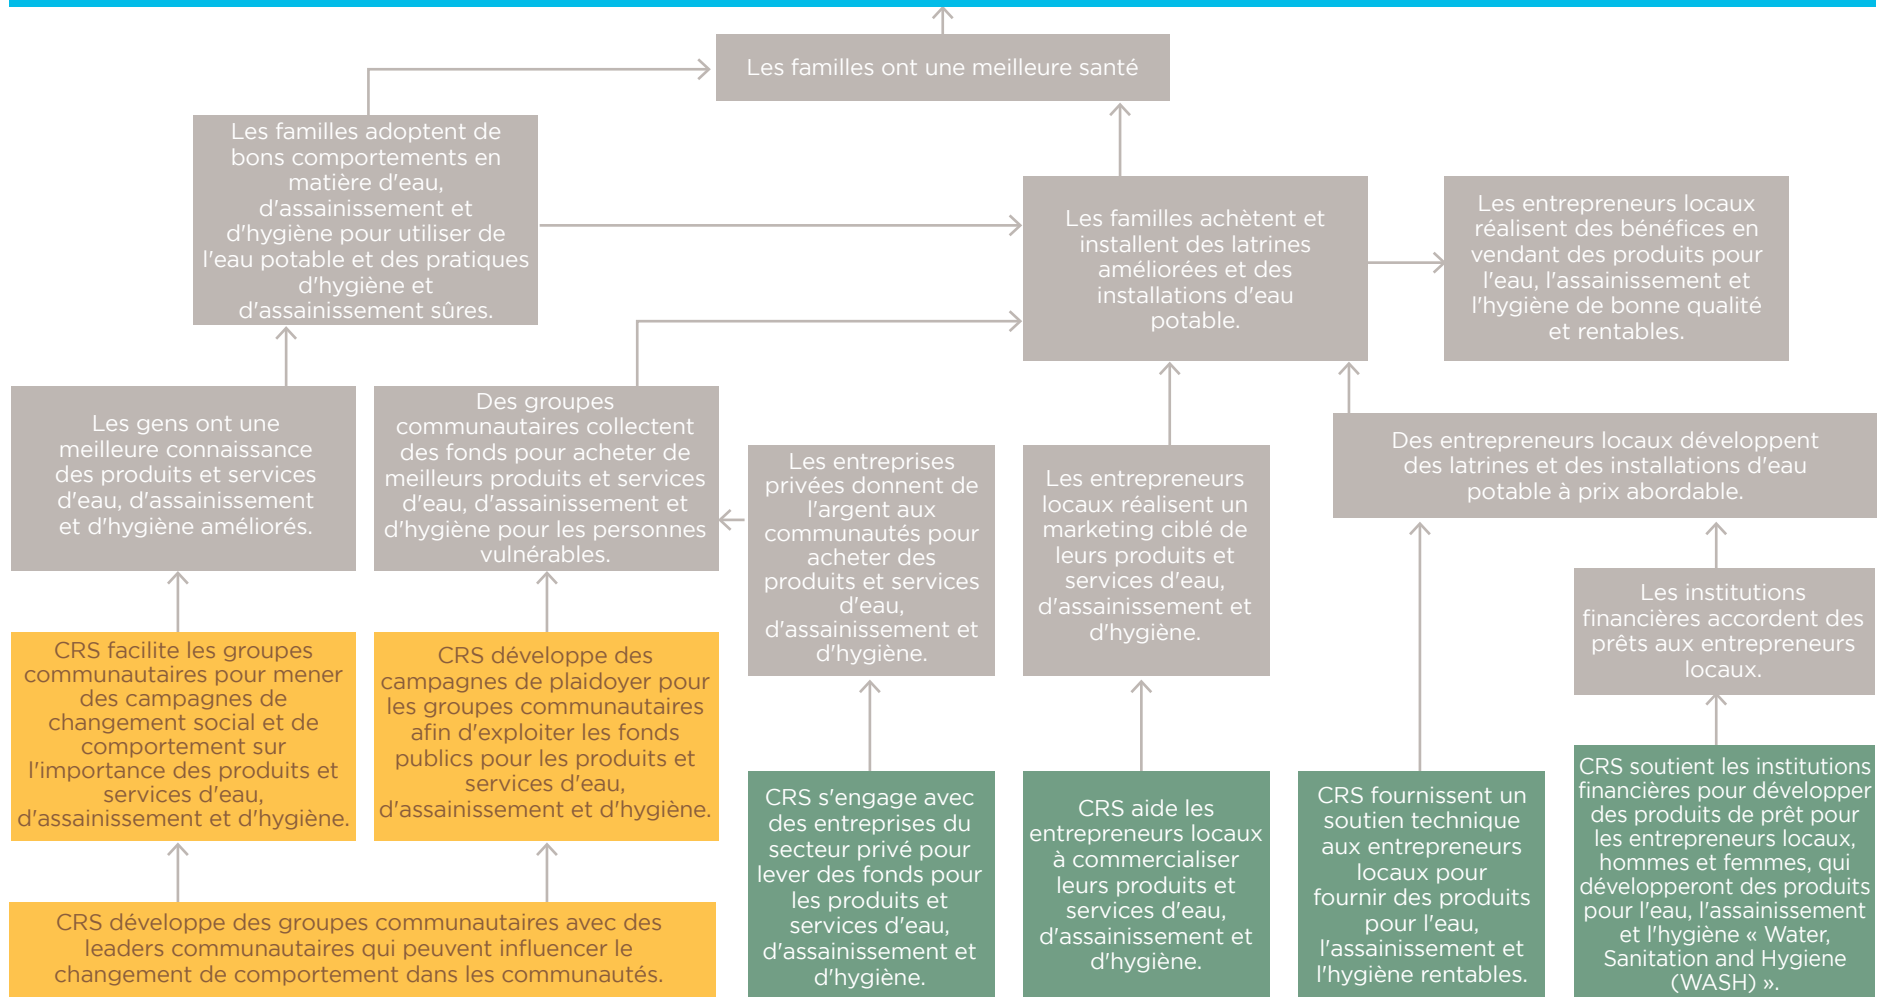 Les familles ont une meilleure santé
Les familles adoptent de
bons comportements en
matière d'eau,
d'assainissement et
d'hygiène pour utiliser de
l'eau potable et des pratiques
d'hygiène et
d'assainissement sûres.
Les familles achètent et
installent des latrines
améliorées et des
installations d'eau
potable.
Les entrepreneurs locaux
réalisent des bénéfices en
vendant des produits pour
l'eau, l'assainissement et
l'hygiène de bonne qualité
et rentables.
Les gens ont une
meilleure connaissance
des produits et services
d'eau, d'assainissement
et d'hygiène améliorés.
Des groupes
communautaires collectent
des fonds pour acheter de
meilleurs produits et services
d'eau, d'assainissement et
d'hygiène pour les personnes
vulnérables.
Les entreprises
privées donnent de
l'argent aux
communautés pour
acheter des
produits et services
d'eau,
d'assainissement et
d'hygiène.
Les entrepreneurs
locaux réalisent un
marketing ciblé de
leurs produits et
services d'eau,
d'assainissement et
d'hygiène.
Des entrepreneurs locaux développent
des latrines et des installations d'eau
potable à prix abordable.
Les institutions
financières accordent des
prêts aux entrepreneurs
locaux.
CRS facilite les groupes
communautaires pour mener
des campagnes de
changement social et de
comportement sur
l'importance des produits et
services d'eau,
d'assainissement et d'hygiène.
CRS développe des
campagnes de plaidoyer pour
les groupes communautaires
afin d'exploiter les fonds
publics pour les produits et
services d'eau,
d'assainissement et d'hygiène.
CRS s'engage avec
des entreprises du
secteur privé pour
lever des fonds pour
les produits et
services d'eau,
d'assainissement et
d'hygiène.
CRS aide les
entrepreneurs locaux
à commercialiser
leurs produits et
services d'eau,
d'assainissement et
d'hygiène.
CRS fournissent un
soutien technique
aux entrepreneurs
locaux pour
fournir des produits
pour l'eau,
l'assainissement et
l'hygiène rentables.
CRS soutient les institutions
financières pour développer
des produits de prêt pour
les entrepreneurs locaux,
hommes et femmes, qui
développeront des produits
pour l'eau, l'assainissement
et l'hygiène « Water,
Sanitation and Hygiene
(WASH) ».
CRS développe des groupes communautaires avec des
leaders communautaires qui peuvent influencer le
changement de comportement dans les communautés.